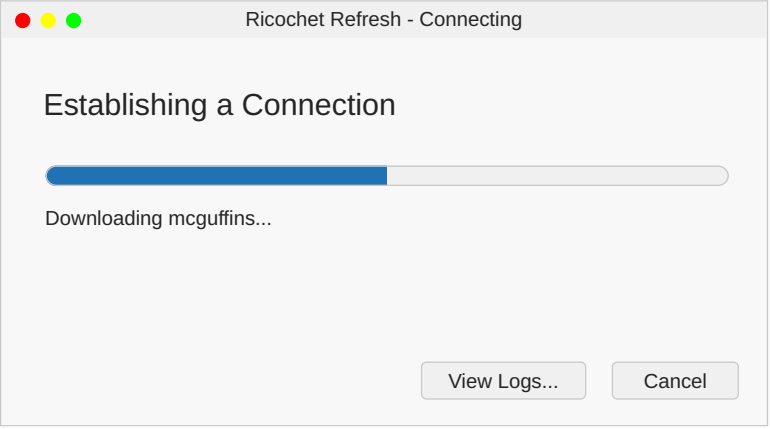 Ricochet Refresh - Connecting
Establishing a Connection
Downloading mcguffins...
View Logs...
Cancel